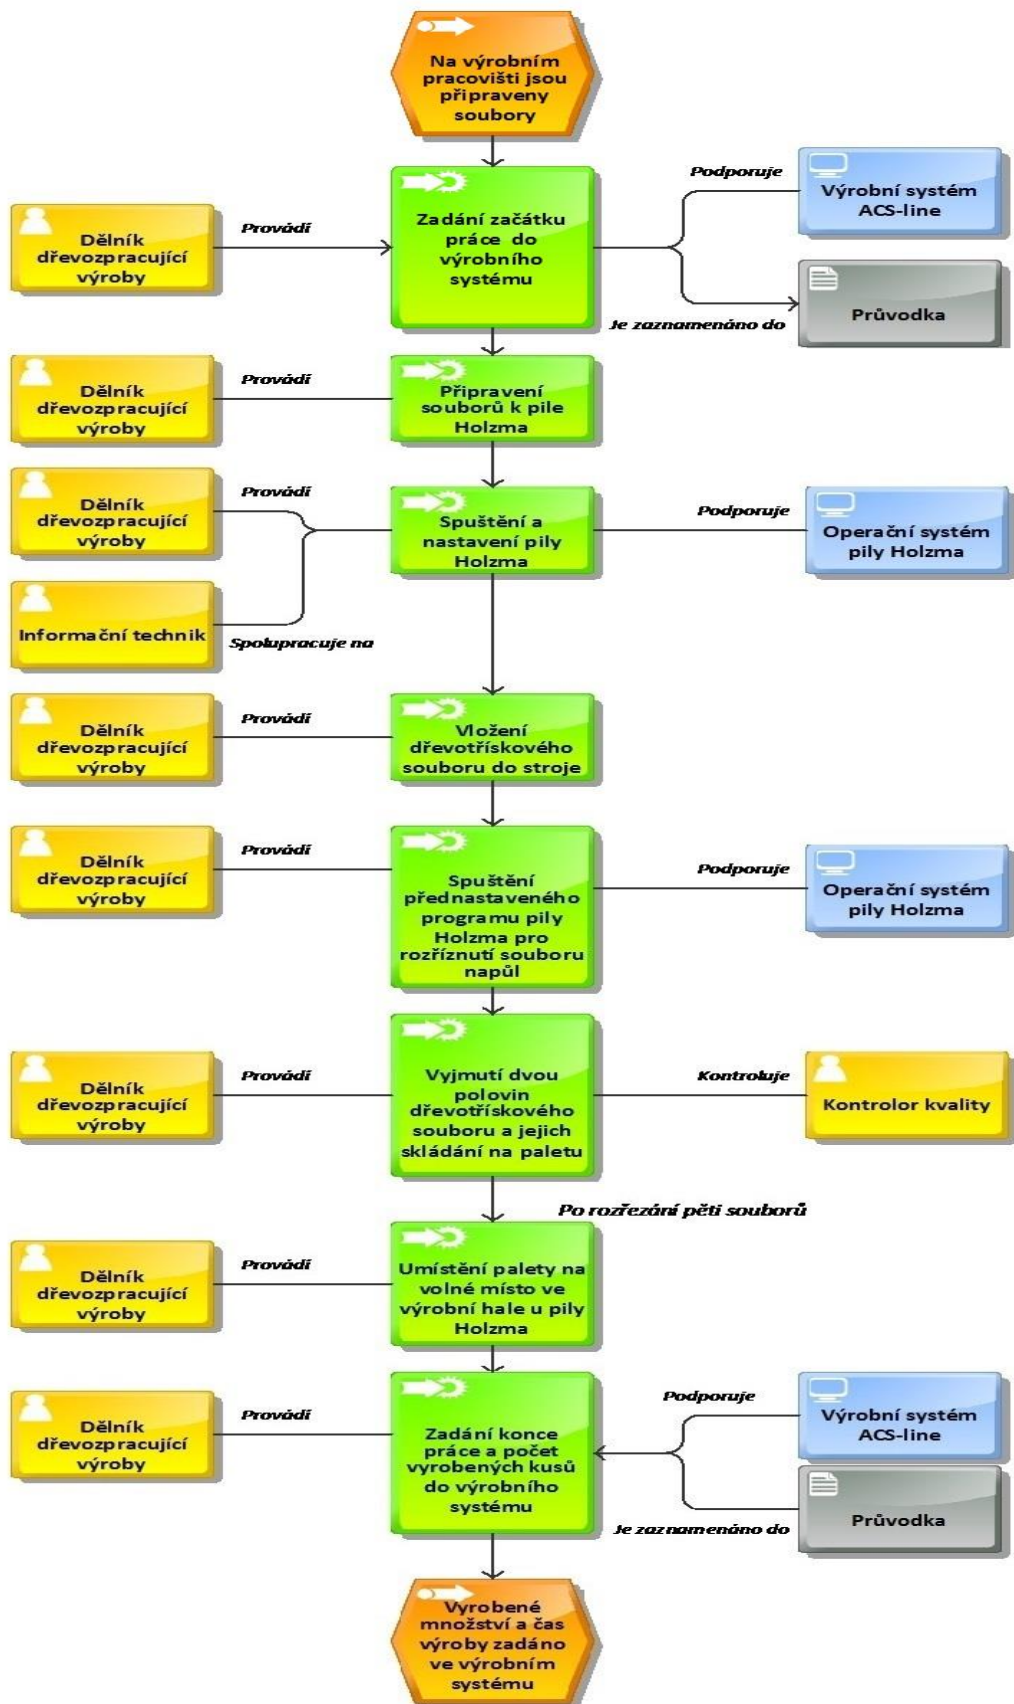 Na výrobním
pracovišti jsou
připraveny
soubory
Dělník
dřevozpracující
výroby
Provádí
Zadání začátku
práce do
výrobního
systému
Podporuje
Výrobní systém
ACS-line
Je zaznamenáno do
Průvodka
Dělník
dřevozpracující
výroby
Provádí
Připravení
souborů k pile
Holzma
Dělník
dřevozpracující
výroby
Provádí
Informační technik
Spolupracuje na
Spuštění a
nastavení pily
Holzma
Podporuje
Operační systém
pily Holzma
Dělník
dřevozpracující
výroby
Provádí
Vložení
dřevotřískového
souboru do stroje
Dělník
dřevozpracující
výroby
Provádí
Spuštění
přednastaveného
programu pily
Holzma pro
rozříznutí souboru
napůl
Podporuje
Operační systém
pily Holzma
Dělník
dřevozpracující
výroby
Provádí
Vyjmutí dvou
polovin
dřevotřískového
souboru a jejich
skládání na paletu
Kontroluje
Kontrolor kvality
Po rozřezání pěti souborů
Dělník
dřevozpracující
výroby
Provádí
Umístění palety na
volné místo ve
výrobní hale u pily
Holzma
Dělník
dřevozpracující
výroby
Provádí
Zadání konce
práce a počet
vyrobených kusů
do výrobního
systému
Podporuje
Výrobní systém
ACS-line
Je zaznamenáno do
Průvodka
Vyrobené
množství a čas
výroby zadáno
ve výrobním
systému